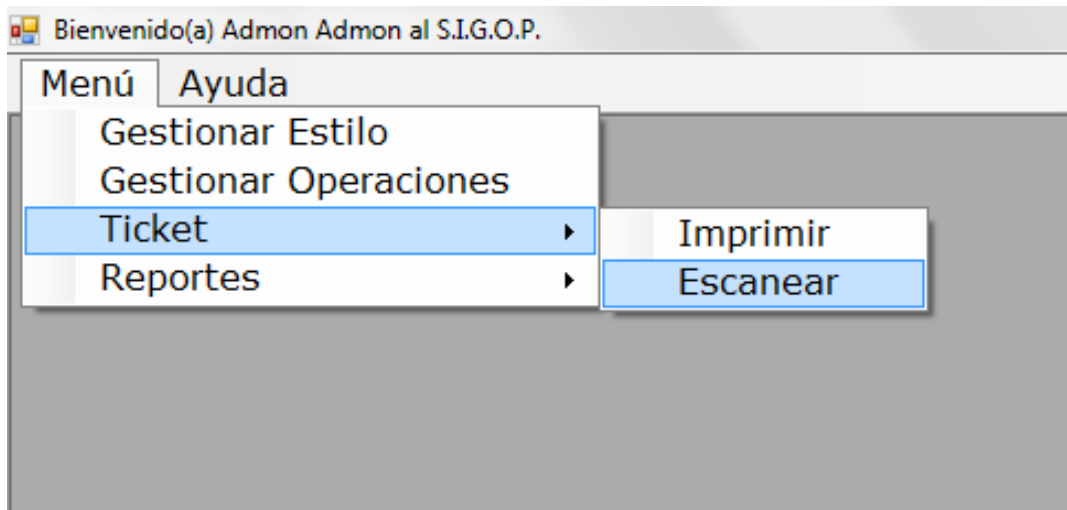 Bienvenido(a) Admon Admon al S.I.G.O.P.
Menú Ayuda
Gestionar Estilo
Gestionar Operaciones
Ticket
Reportes
Imprimir
Escanear